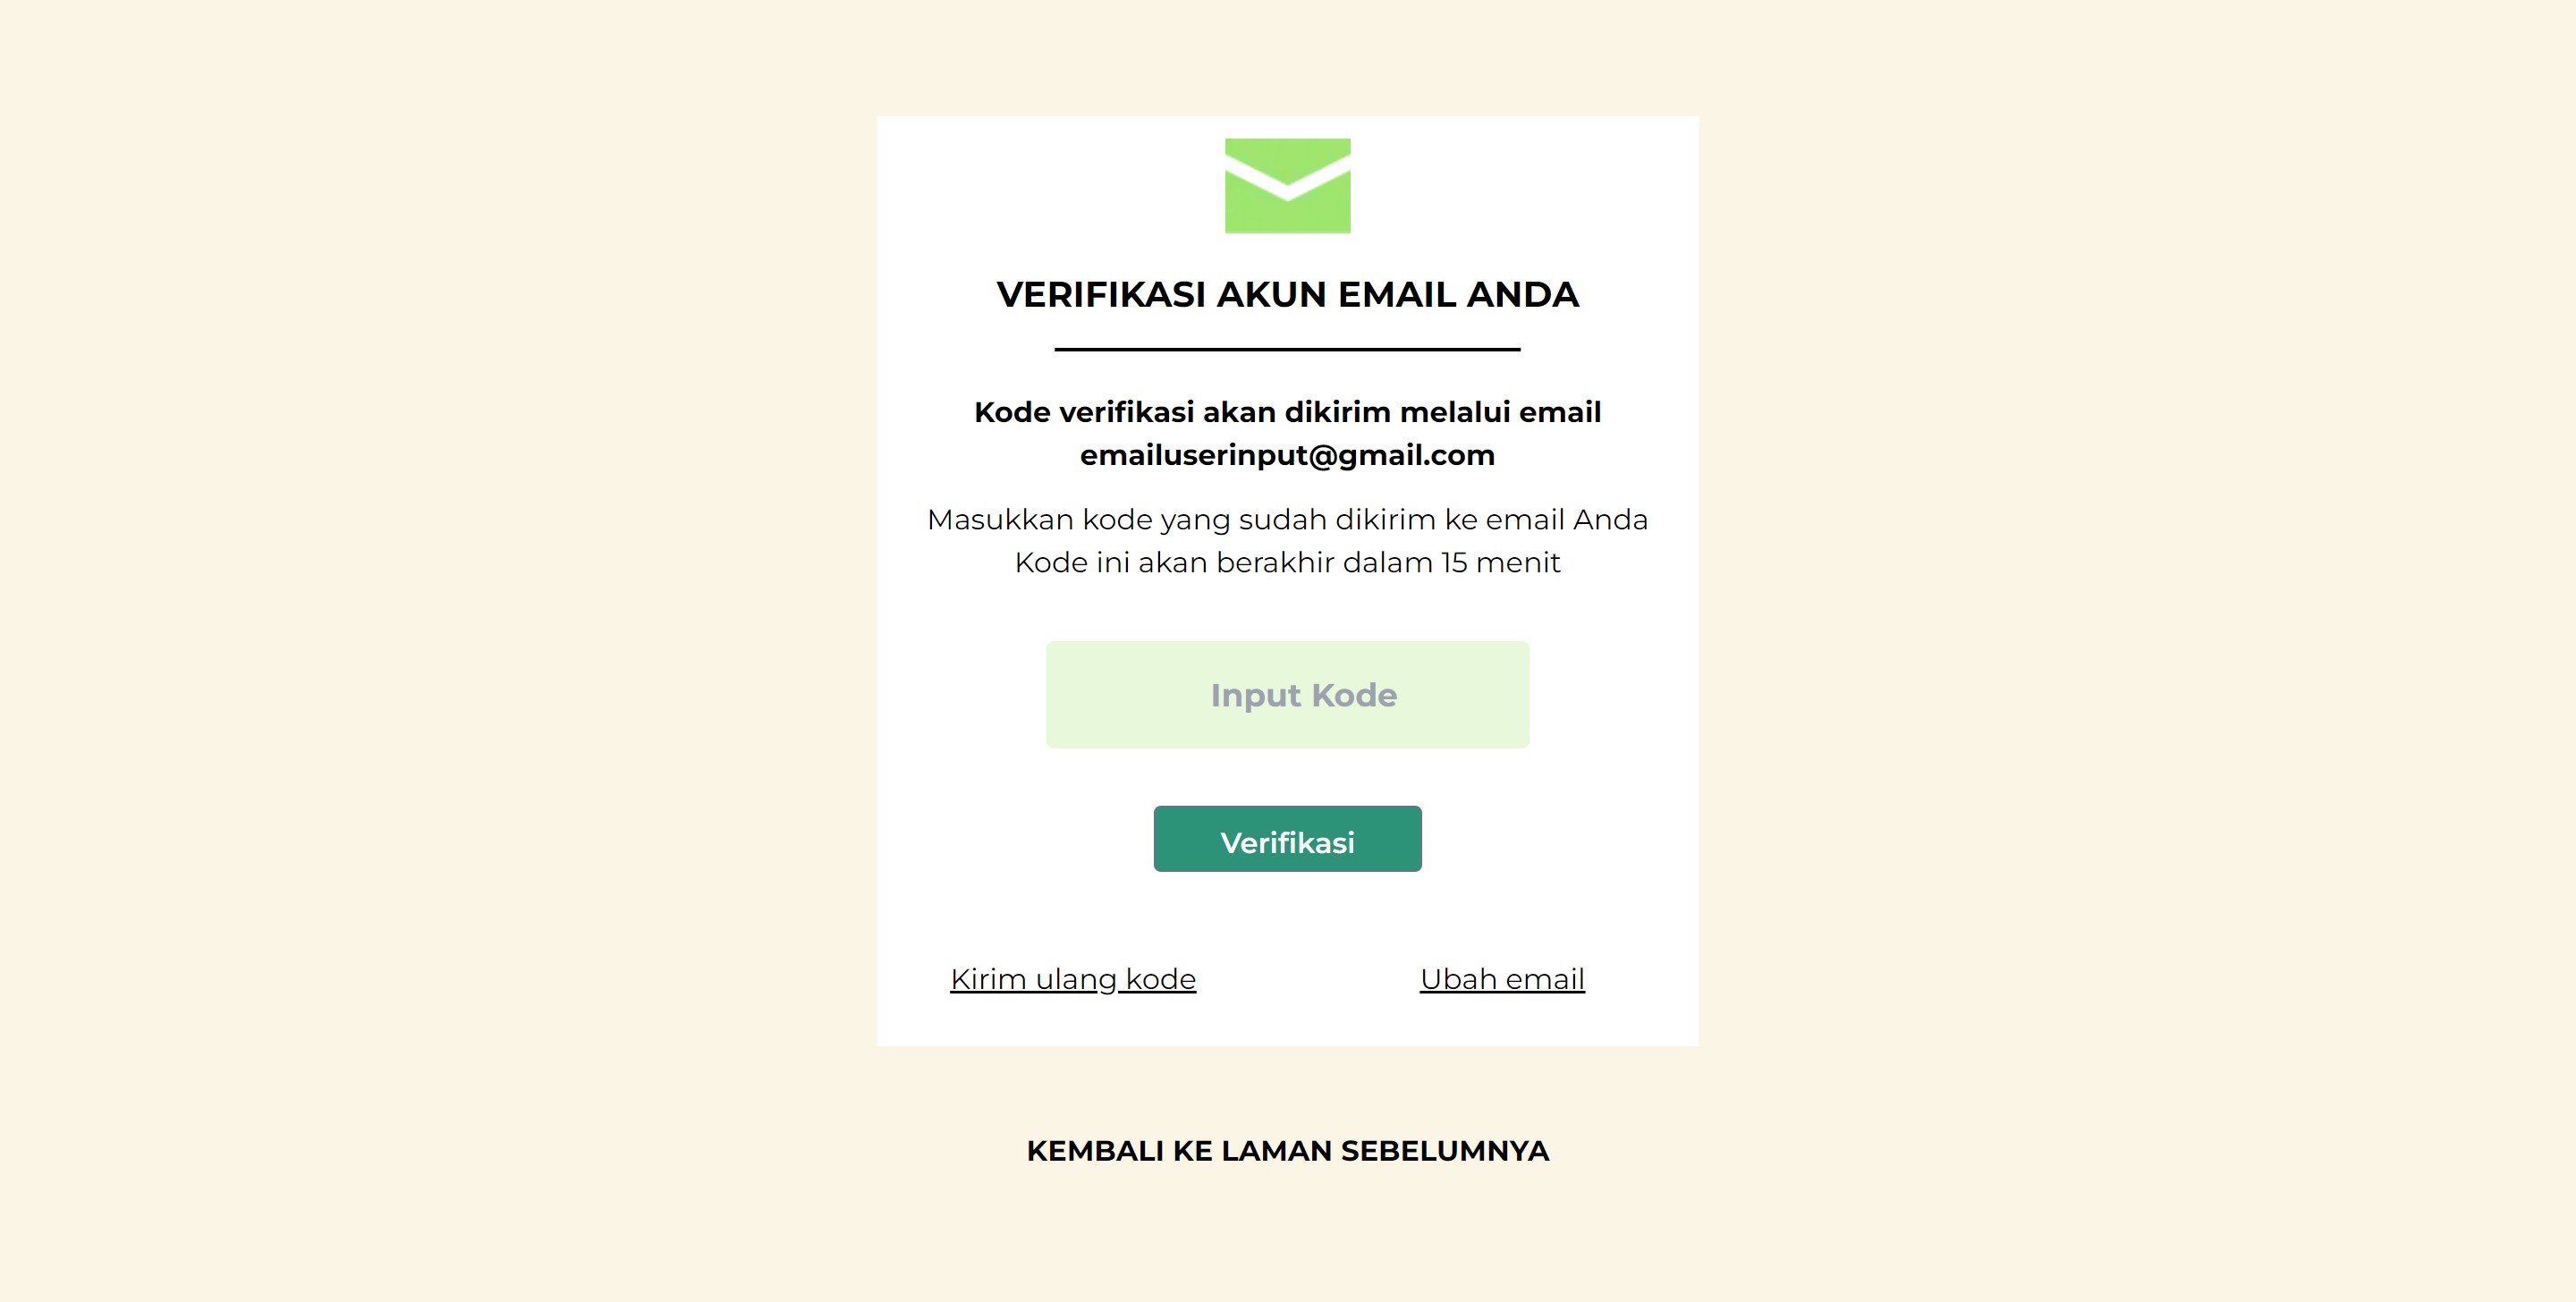 VERIFIKASI AKUN EMAIL ANDA
Kode verifikasi akan dikirim melalui email
emailuserinput@gmail.com
Masukkan kode yang sudah dikirim ke email Anda
Kode ini akan berakhir dalam 15 menit
Input Kode
Verifikasi
Kirim ulang kode
Ubah email
KEMBALI KE LAMAN SEBELUMNYA